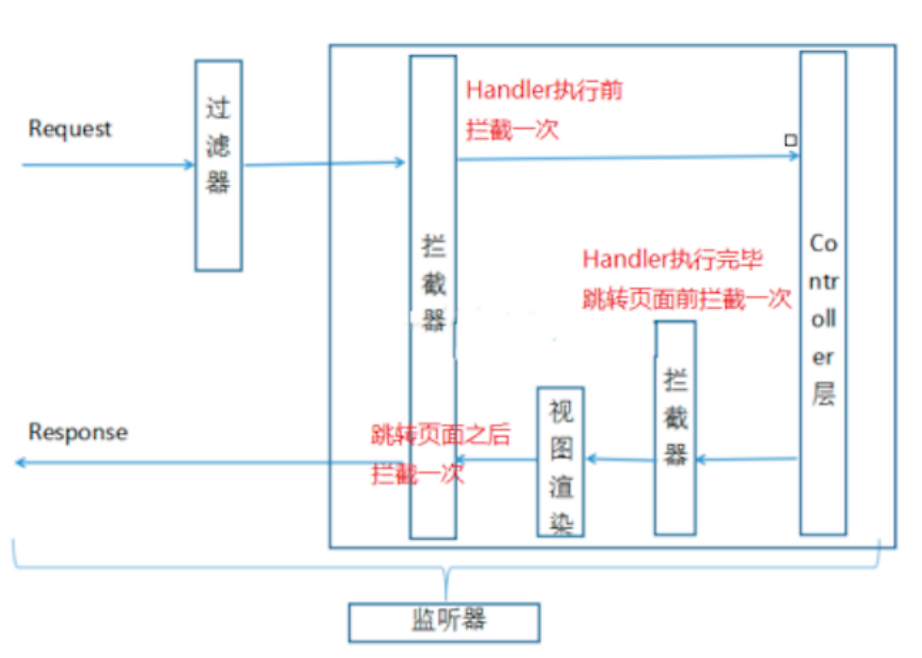 Request
过滤器
拦截器
Handler执行前
拦截一次
Controller层
Handler执行完毕
跳转页面前拦截一次
拦截器
视图渲染
跳转页面之后
拦截一次
Response
监听器